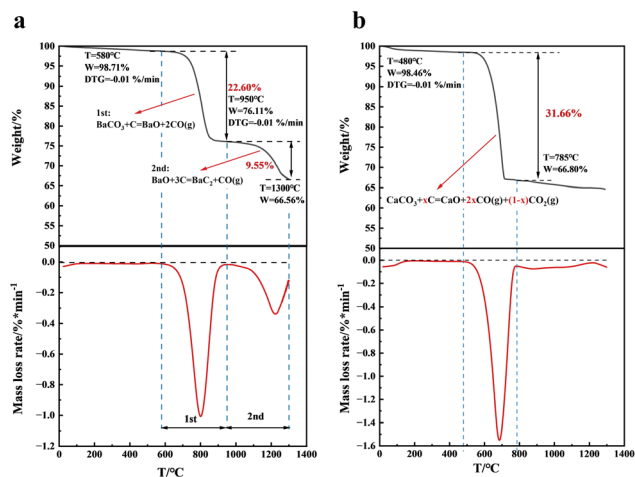 a
100
95
90
85
80
75
70
65
60
55
50
Weight/%
T=580℃
W=98.71%
DTG=-0.01 %/min
22.60%
T=950℃
W=76.11%
DTG=-0.01 %/min
1st:
BaCO₃+C=BaO+2CO(g)
2nd:
9.55%
BaO+3C=BaC₂+CO(g)
T=1300℃
W=66.56%
0.0
−0.2
−0.4
−0.6
−0.8
−1.0
−1.2
Mass loss rate/%*min⁻¹
1st
2nd
0
200
400
600
800
1000
1200
1400
T/℃
b
100
95
90
85
80
75
70
65
60
55
50
Weight/%
T=480℃
W=98.46%
DTG=-0.01 %/min
31.66%
T=785℃
W=66.80%
CaCO₃+xC=CaO+2xCO(g)+(1-x)CO₂(g)
0.0
−0.2
−0.4
−0.6
−0.8
−1.0
−1.2
−1.4
−1.6
Mass loss rate/%*min⁻¹
0
200
400
600
800
1000
1200
1400
T/℃